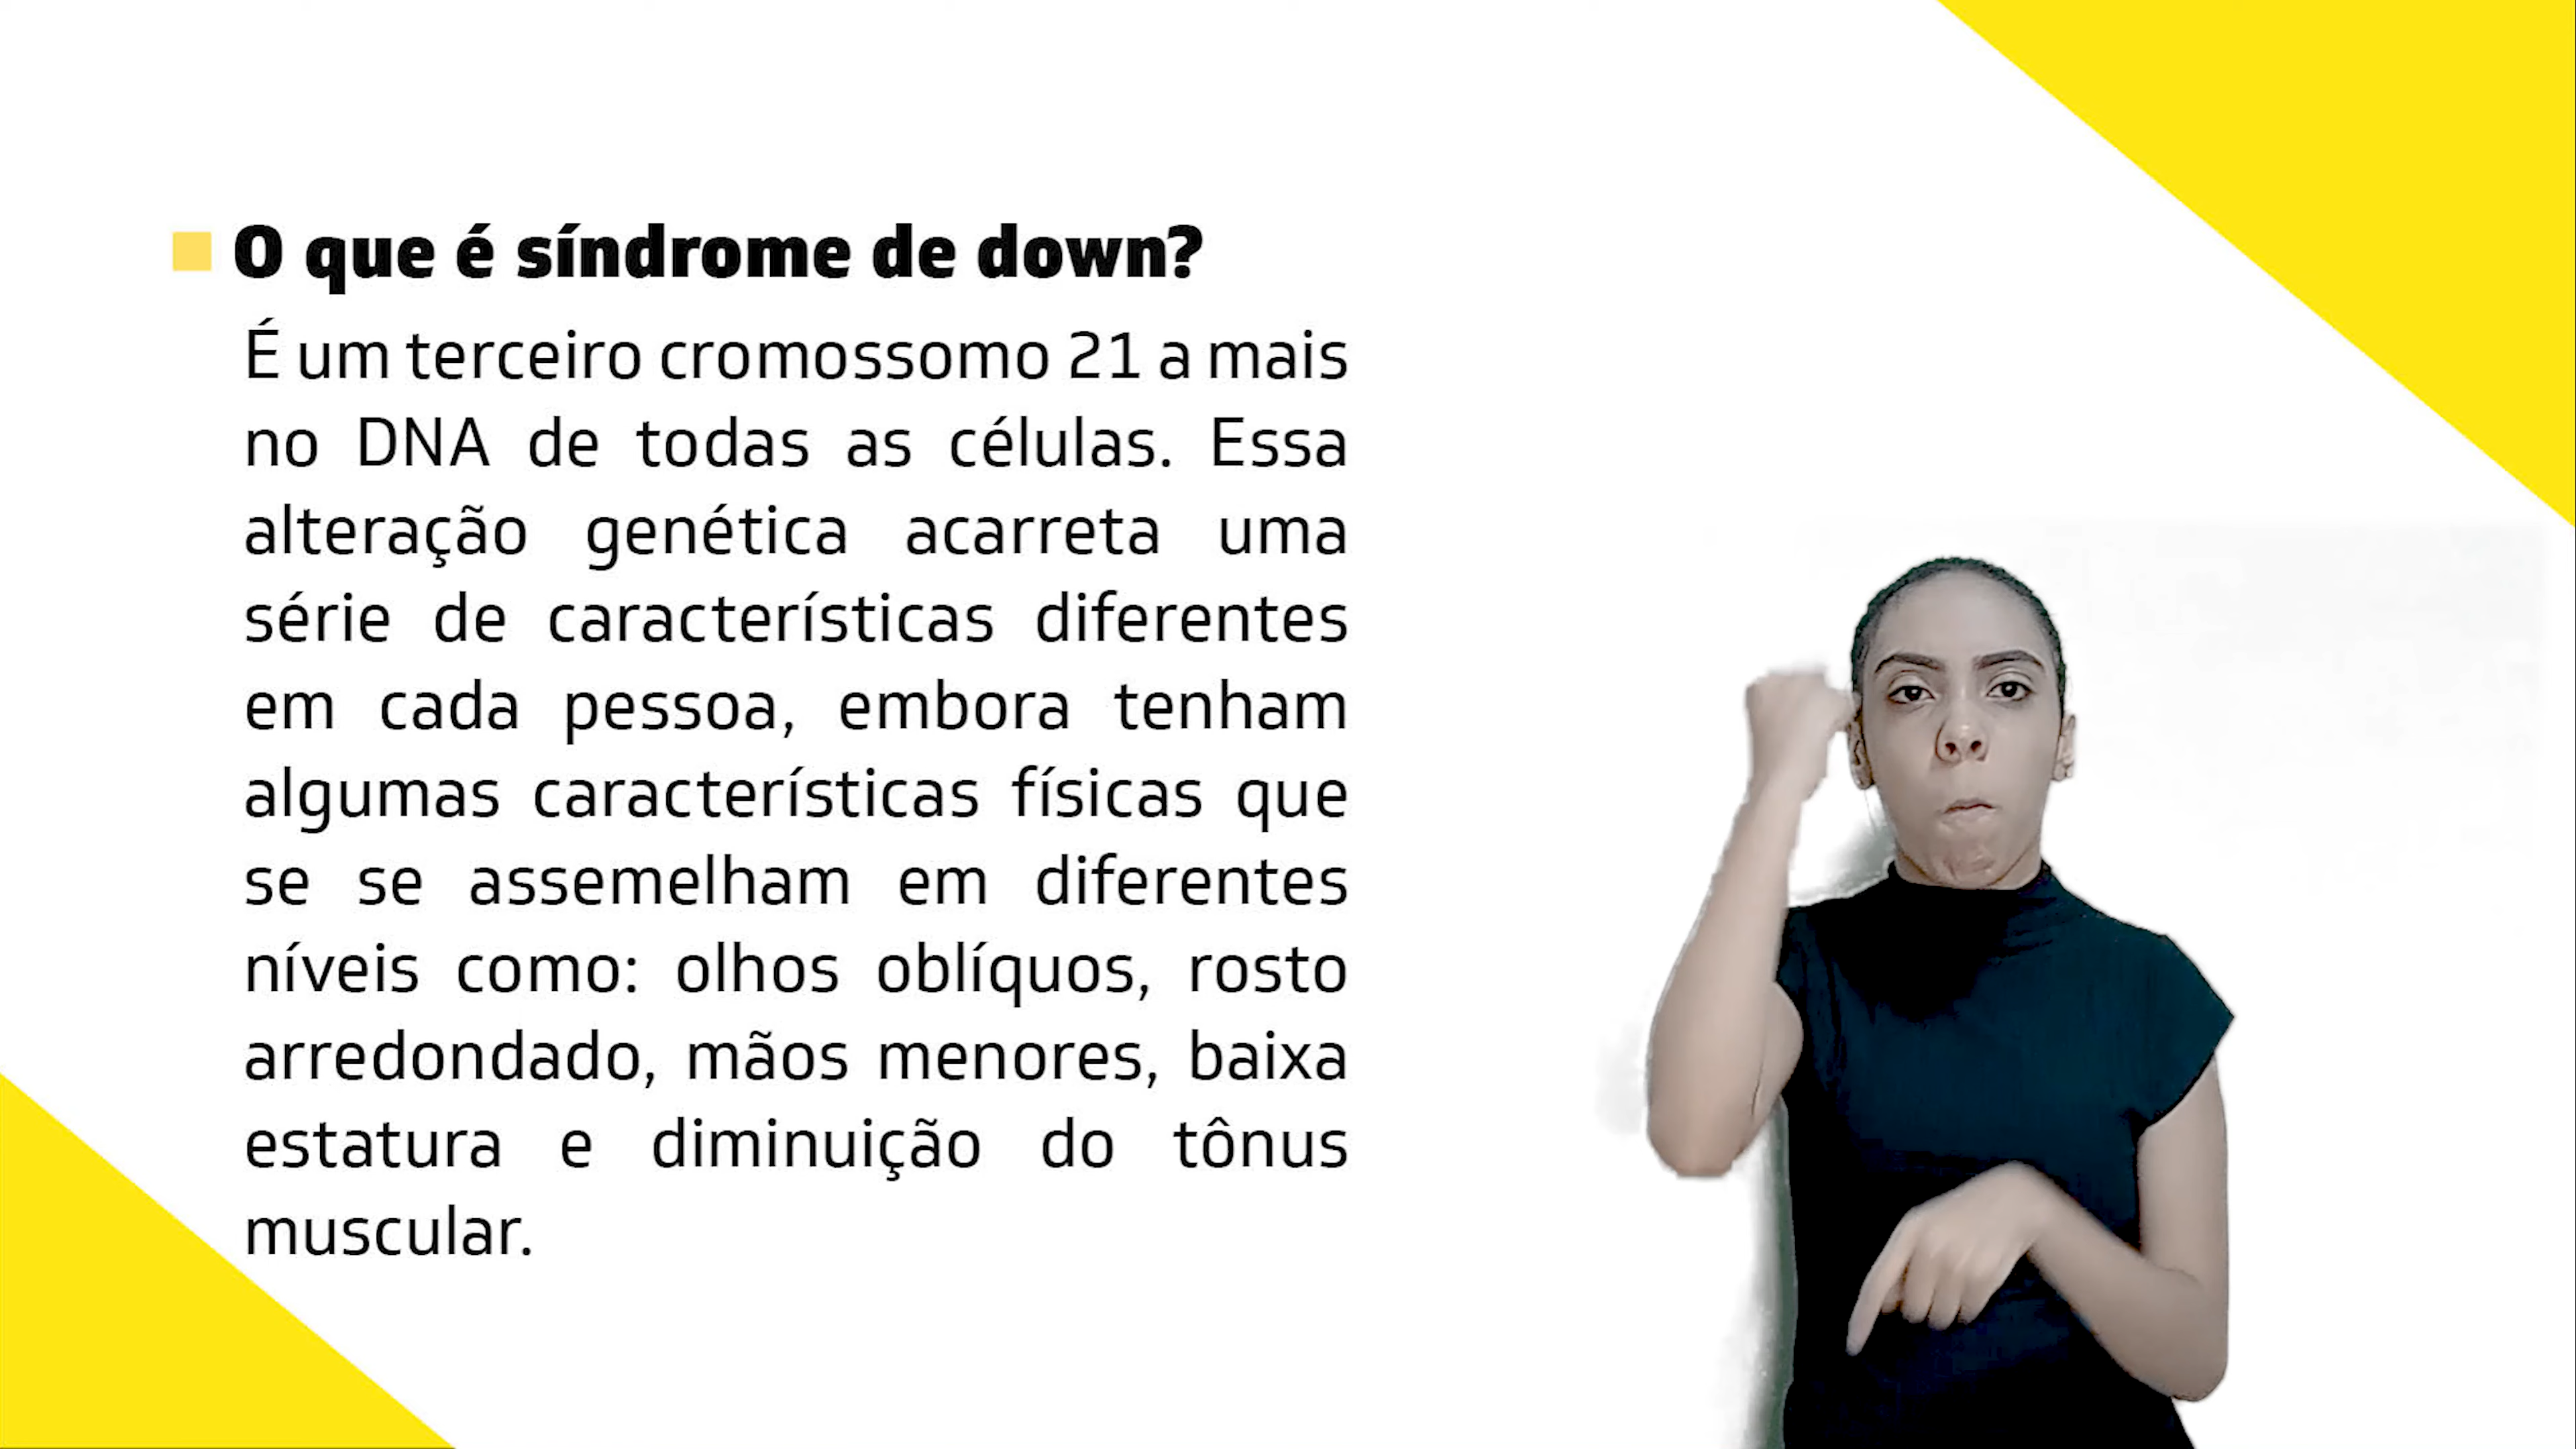 O que é síndrome de down?
É um terceiro cromossomo 21 a mais
no DNA de todas as células. Essa
alteração genética acarreta uma
série de características diferentes
em cada pessoa, embora tenham
algumas características físicas que
se se assemelham em diferentes
níveis como: olhos oblíquos, rosto
arredondado, mãos menores, baixa
estatura e diminuição do tônus
muscular.